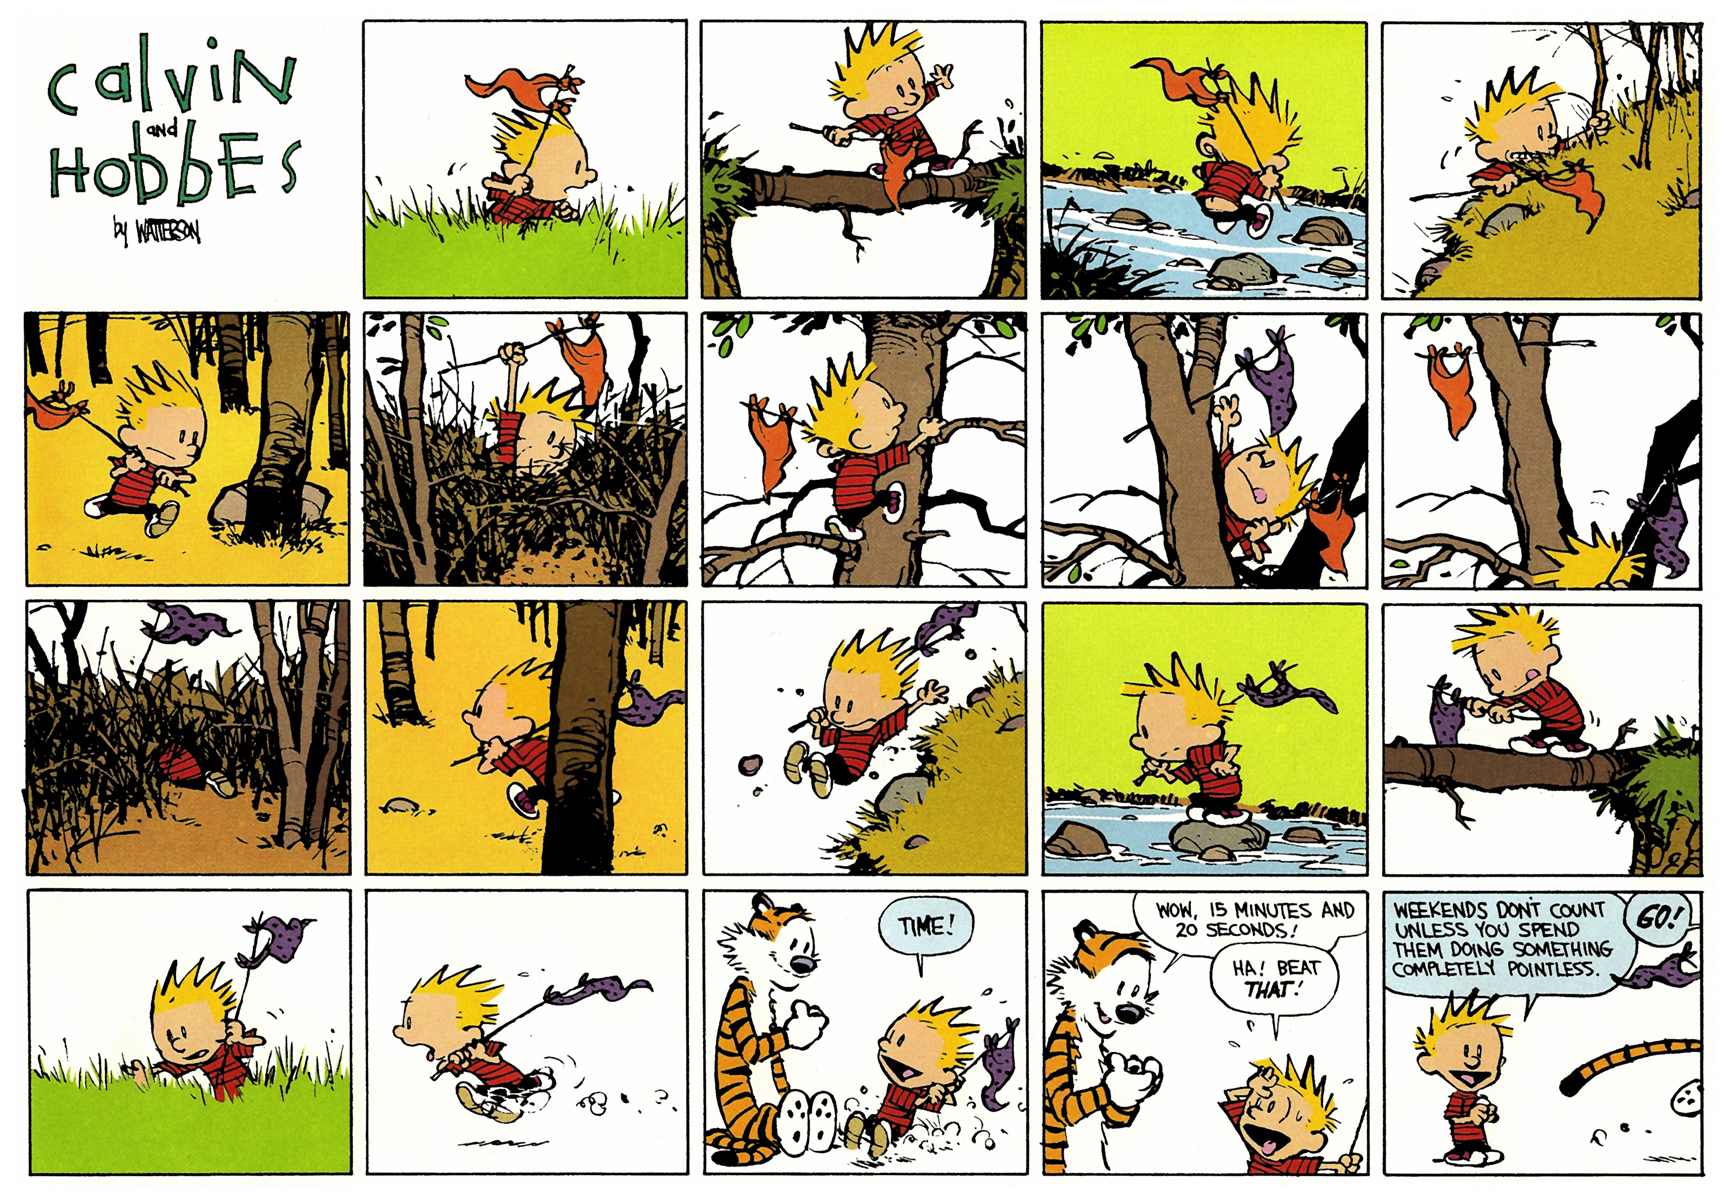 Calvin
and
HOBBES
by WATTERSON
TIME!
WOW, 15 MINUTES AND
20 SECONDS!
HA! BEAT
THAT!
WEEKENDS DON'T COUNT
UNLESS YOU SPEND
THEM DOING SOMETHING
COMPLETELY POINTLESS.
GO!